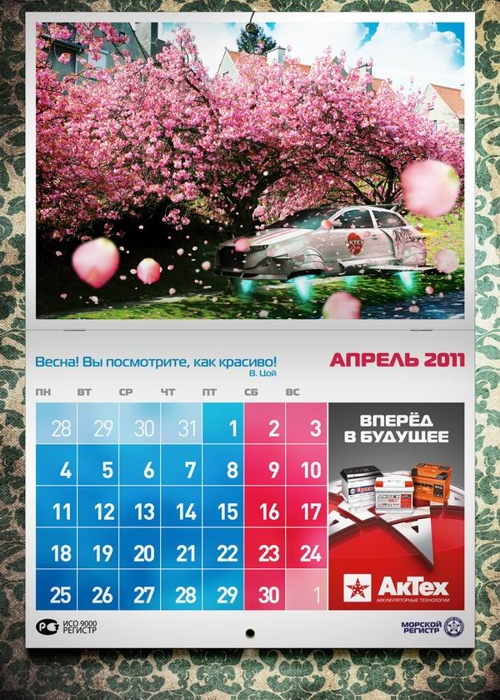 Весна! Вы посмотрите, как красиво!
В. Цой
АПРЕЛЬ 2011
ПН ВТ СР ЧТ ПТ СБ ВС
28 29 30 31 1 2 3
4 5 6 7 8 9 10
11 12 13 14 15 16 17
18 19 20 21 22 23 24
25 26 27 28 29 30 1
ВПЕРЁД
В БУДУЩЕЕ
АкТех
АККУМУЛЯТОРНЫЕ ТЕХНОЛОГИИ
РСТ
ИСО 9000
РЕГИСТР
МОРСКОЙ
РЕГИСТР